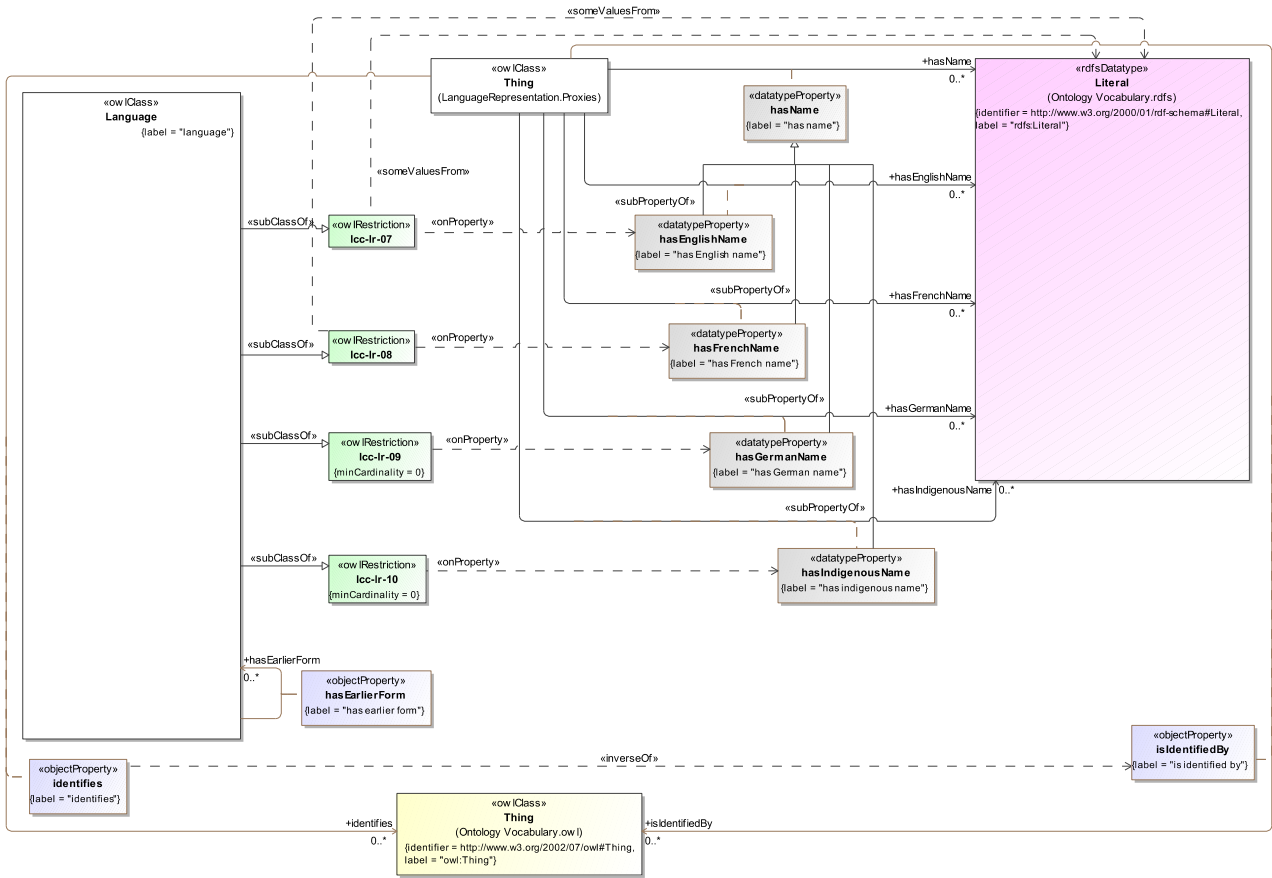 «someValuesFrom»
«owlClass»
Thing
(LanguageRepresentation.Proxies)
+hasName
0..*
«rdfsDatatype»
Literal
(Ontology Vocabulary.rdfs)
{identifier = http://www.w3.org/2000/01/rdf-schema#Literal,
label = "rdfs:Literal"}
«owlClass»
Language
{label = "language"}
«datatypeProperty»
hasName
{label = "has name"}
«someValuesFrom»
+hasEnglishName
0..*
«subPropertyOf»
«subClassOf»
«owlRestriction»
lcc-lr-07
«onProperty»
«datatypeProperty»
hasEnglishName
{label = "has English name"}
«subPropertyOf»
+hasFrenchName
0..*
«subClassOf»
«owlRestriction»
lcc-lr-08
«onProperty»
«datatypeProperty»
hasFrenchName
{label = "has French name"}
«subPropertyOf»
+hasGermanName
0..*
«subClassOf»
«owlRestriction»
lcc-lr-09
{minCardinality = 0}
«onProperty»
«datatypeProperty»
hasGermanName
{label = "has German name"}
+hasIndigenousName
0..*
«subPropertyOf»
«subClassOf»
«owlRestriction»
lcc-lr-10
{minCardinality = 0}
«onProperty»
«datatypeProperty»
hasIndigenousName
{label = "has indigenous name"}
+hasEarlierForm
0..*
«objectProperty»
hasEarlierForm
{label = "has earlier form"}
«objectProperty»
identifies
{label = "identifies"}
«inverseOf»
«objectProperty»
isIdentifiedBy
{label = "is identified by"}
+identifies
0..*
«owlClass»
Thing
(Ontology Vocabulary.owl)
{identifier = http://www.w3.org/2002/07/owl#Thing,
label = "owl:Thing"}
+isIdentifiedBy
0..*